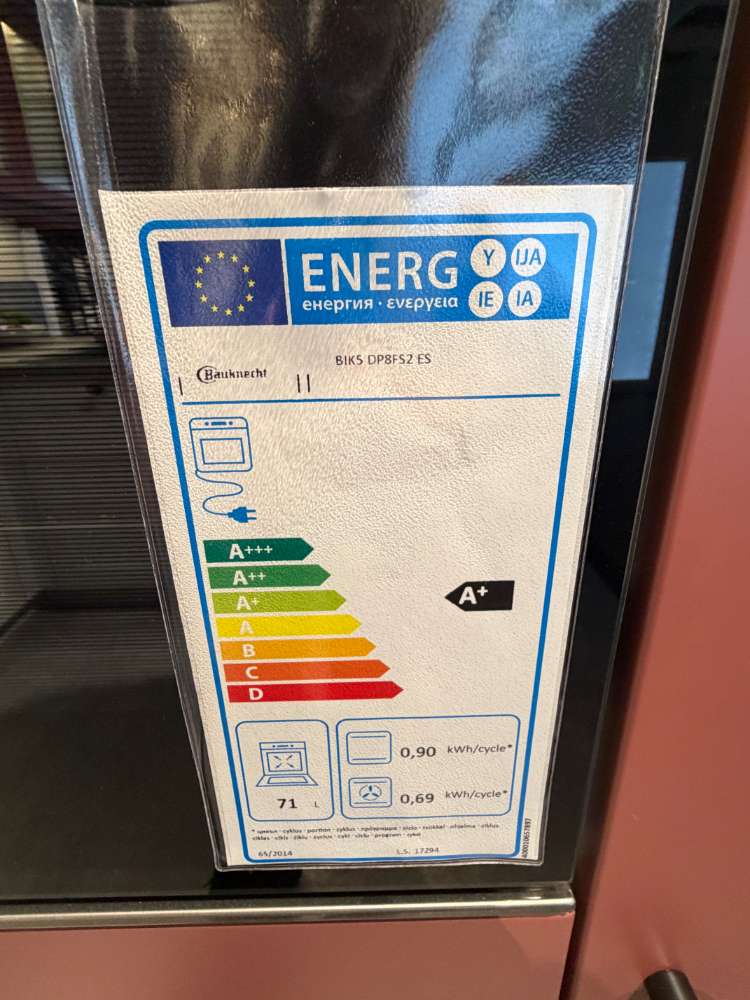 ENERG Y IJA
енергия · ενεργεια IE IA
Bauknecht
BIK5 DP8FS2 ES
I II
A+++
A++
A+
A
B
C
D
A+
71 L
0,90 kWh/cycle*
0,69 kWh/cycle*
65/2014
L.S. 17294